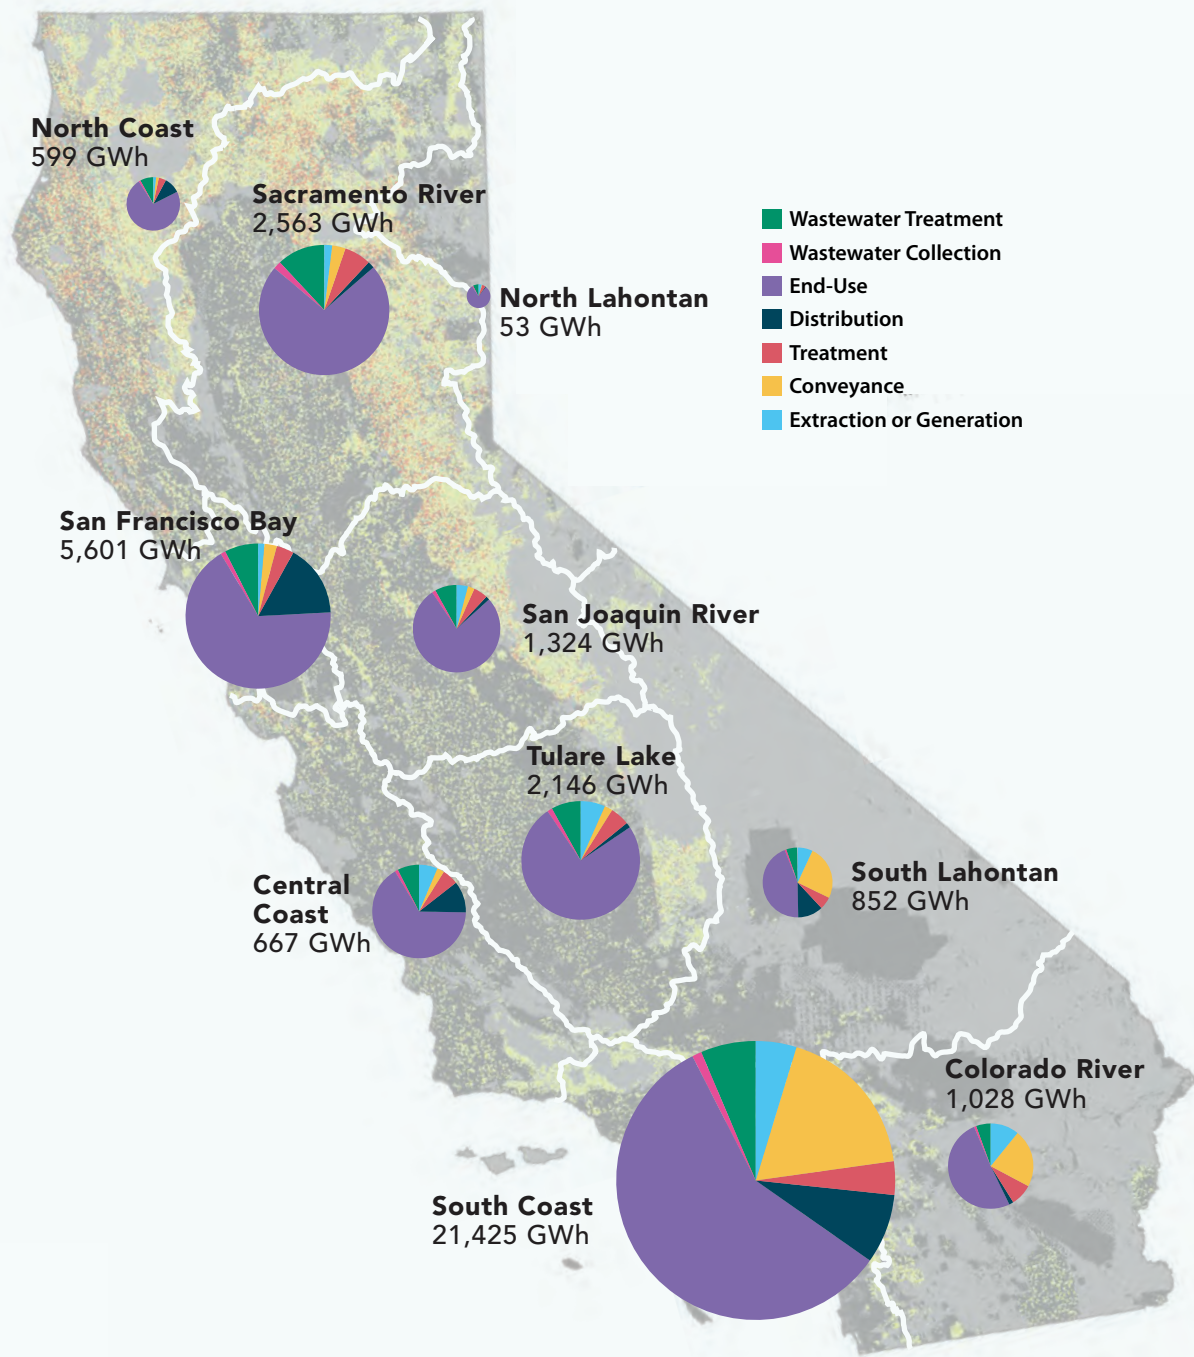 North Coast
599 GWh
Sacramento River
2,563 GWh
North Lahontan
53 GWh
Wastewater Treatment
Wastewater Collection
End-Use
Distribution
Treatment
Conveyance
Extraction or Generation
San Francisco Bay
5,601 GWh
San Joaquin River
1,324 GWh
Tulare Lake
2,146 GWh
Central
Coast
667 GWh
South Lahontan
852 GWh
Colorado River
1,028 GWh
South Coast
21,425 GWh